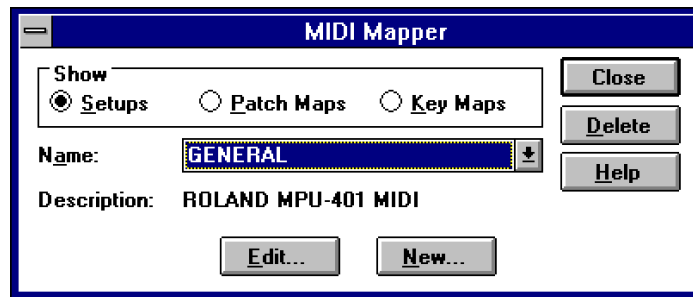 MIDI Mapper
Show
Setups Patch Maps Key Maps
Name: GENERAL
Description: ROLAND MPU-401 MIDI
Edit... New...
Close
Delete
Help